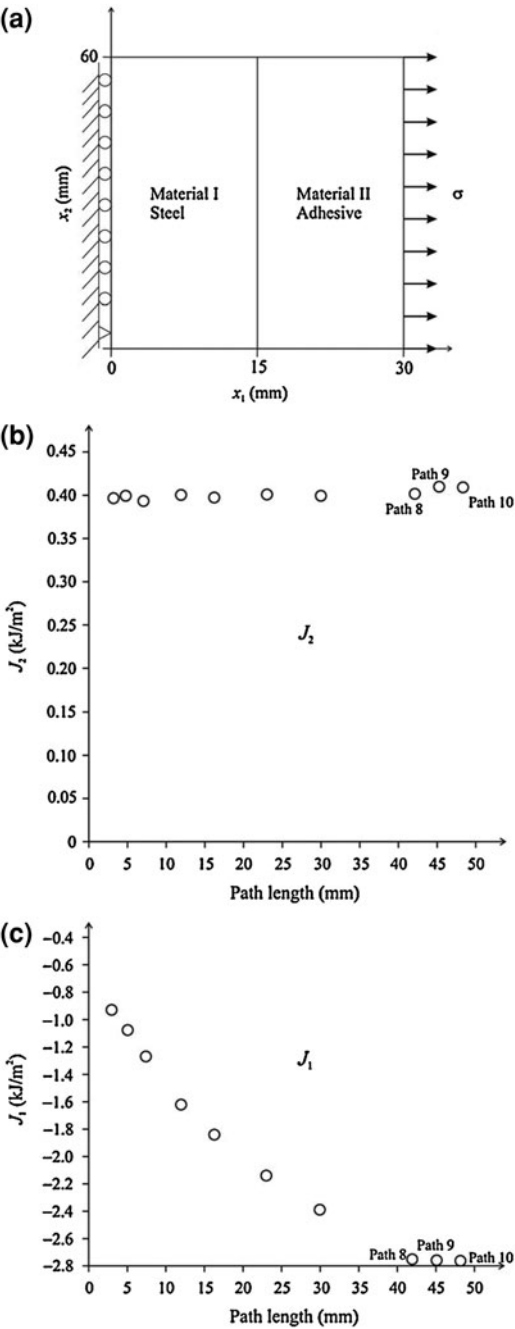 (a)
60
x₂ (mm)
Material I
Steel
Material II
Adhesive
σ
0
15
30
x₁ (mm)
(b)
0.45
0.40
0.40
0.30
0.25
0.20
0.15
0.10
0.05
0
J₂ (kJ/m²)
Path 8
Path 9
Path 10
J₂
0 5 10 15 20 25 30 35 40 45 50
Path length (mm)
(c)
−0.4
−0.6
−0.8
−1.0
−1.2
−1.4
−1.6
−1.8
−2.0
−2.2
−2.4
−2.6
−2.8
J₁ (kJ/m²)
J₁
Path 8
Path 9
Path 10
0 5 10 15 20 25 30 35 40 45 50
Path length (mm)